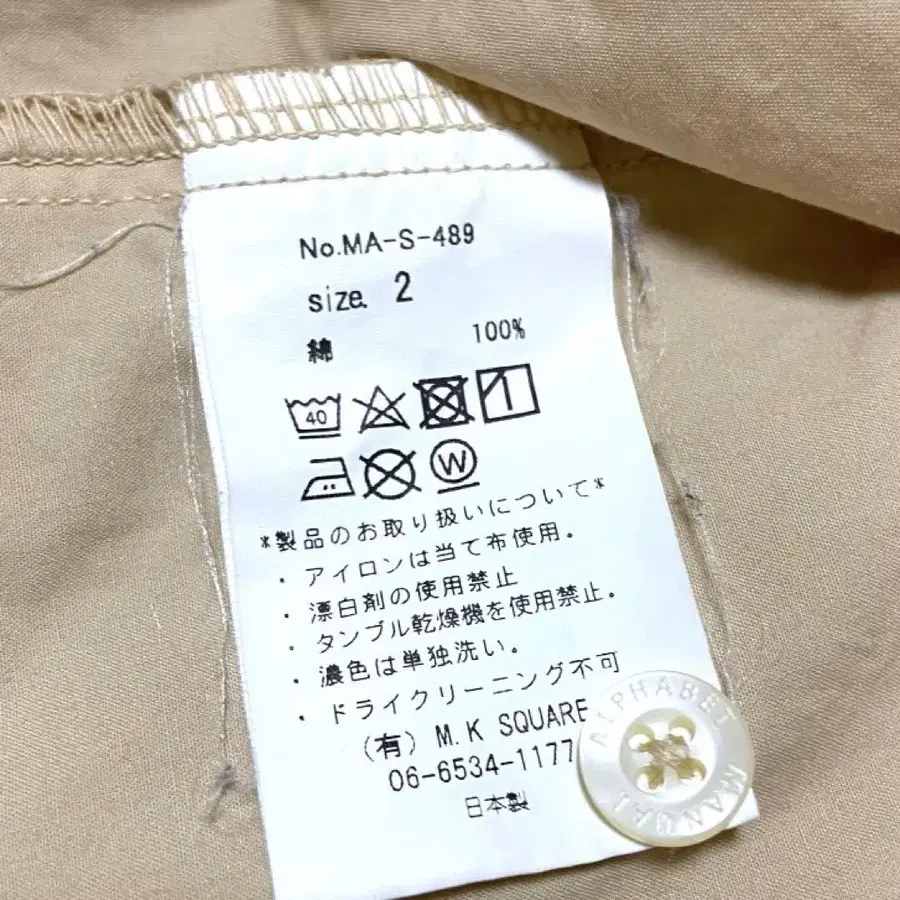 No.MA-S-489
size. 2
綿 100%
40
W
*製品のお取り扱いについて*
・アイロンは当て布使用。
・漂白剤の使用禁止
・タンブル乾燥機を使用禁止。
・濃色は単独洗い。
・ドライクリーニング不可
(有) M.K SQUARE
06-6534-1177
日本製
ALPHABET
MANUAL